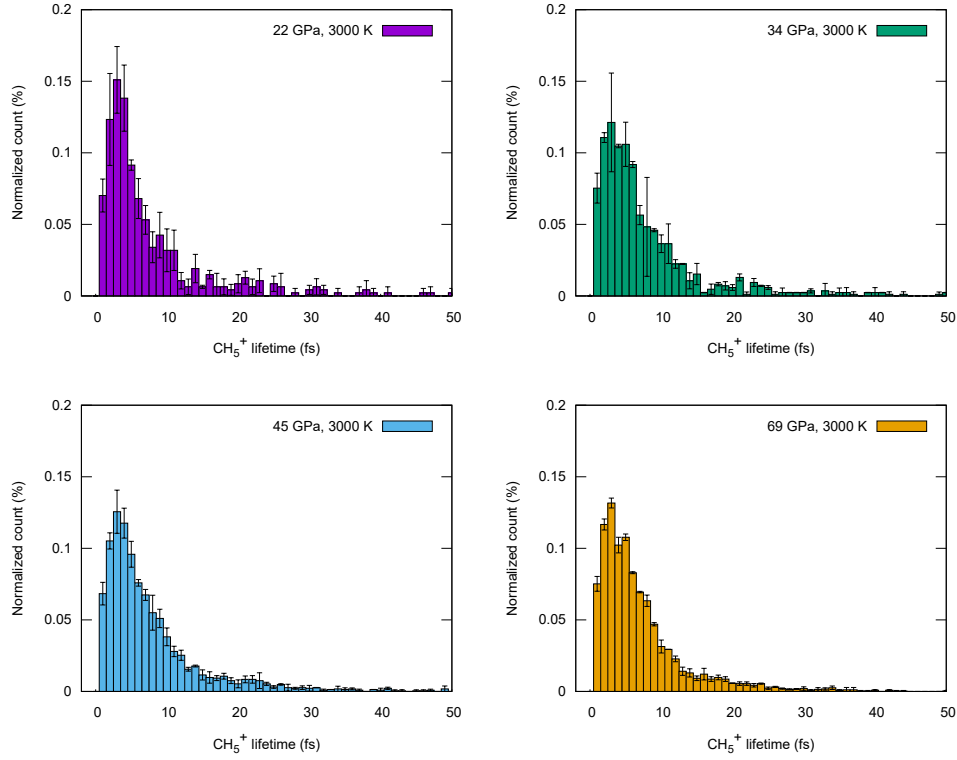 22 GPa, 3000 K
Normalized count (%)
0.2
0.15
0.1
0.05
0
0 10 20 30 40 50
CH5+ lifetime (fs)
34 GPa, 3000 K
Normalized count (%)
0.2
0.15
0.1
0.05
0
0 10 20 30 40 50
CH5+ lifetime (fs)
45 GPa, 3000 K
Normalized count (%)
0.2
0.15
0.1
0.05
0
0 10 20 30 40 50
CH5+ lifetime (fs)
69 GPa, 3000 K
Normalized count (%)
0.2
0.15
0.1
0.05
0
0 10 20 30 40 50
CH5+ lifetime (fs)